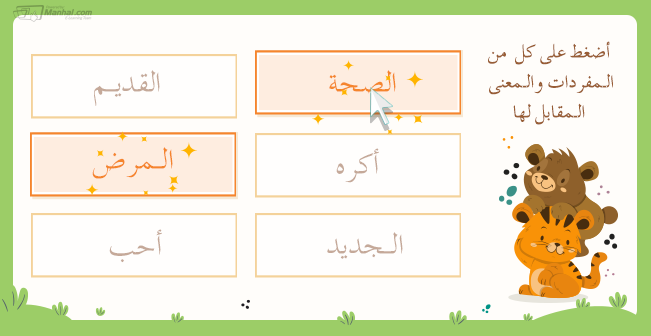 Manhal.com
أضغط على كل من
المفردات والمعنى
المقابل لها
الصحة
القديم
أكره
المرض
الجديد
أحب